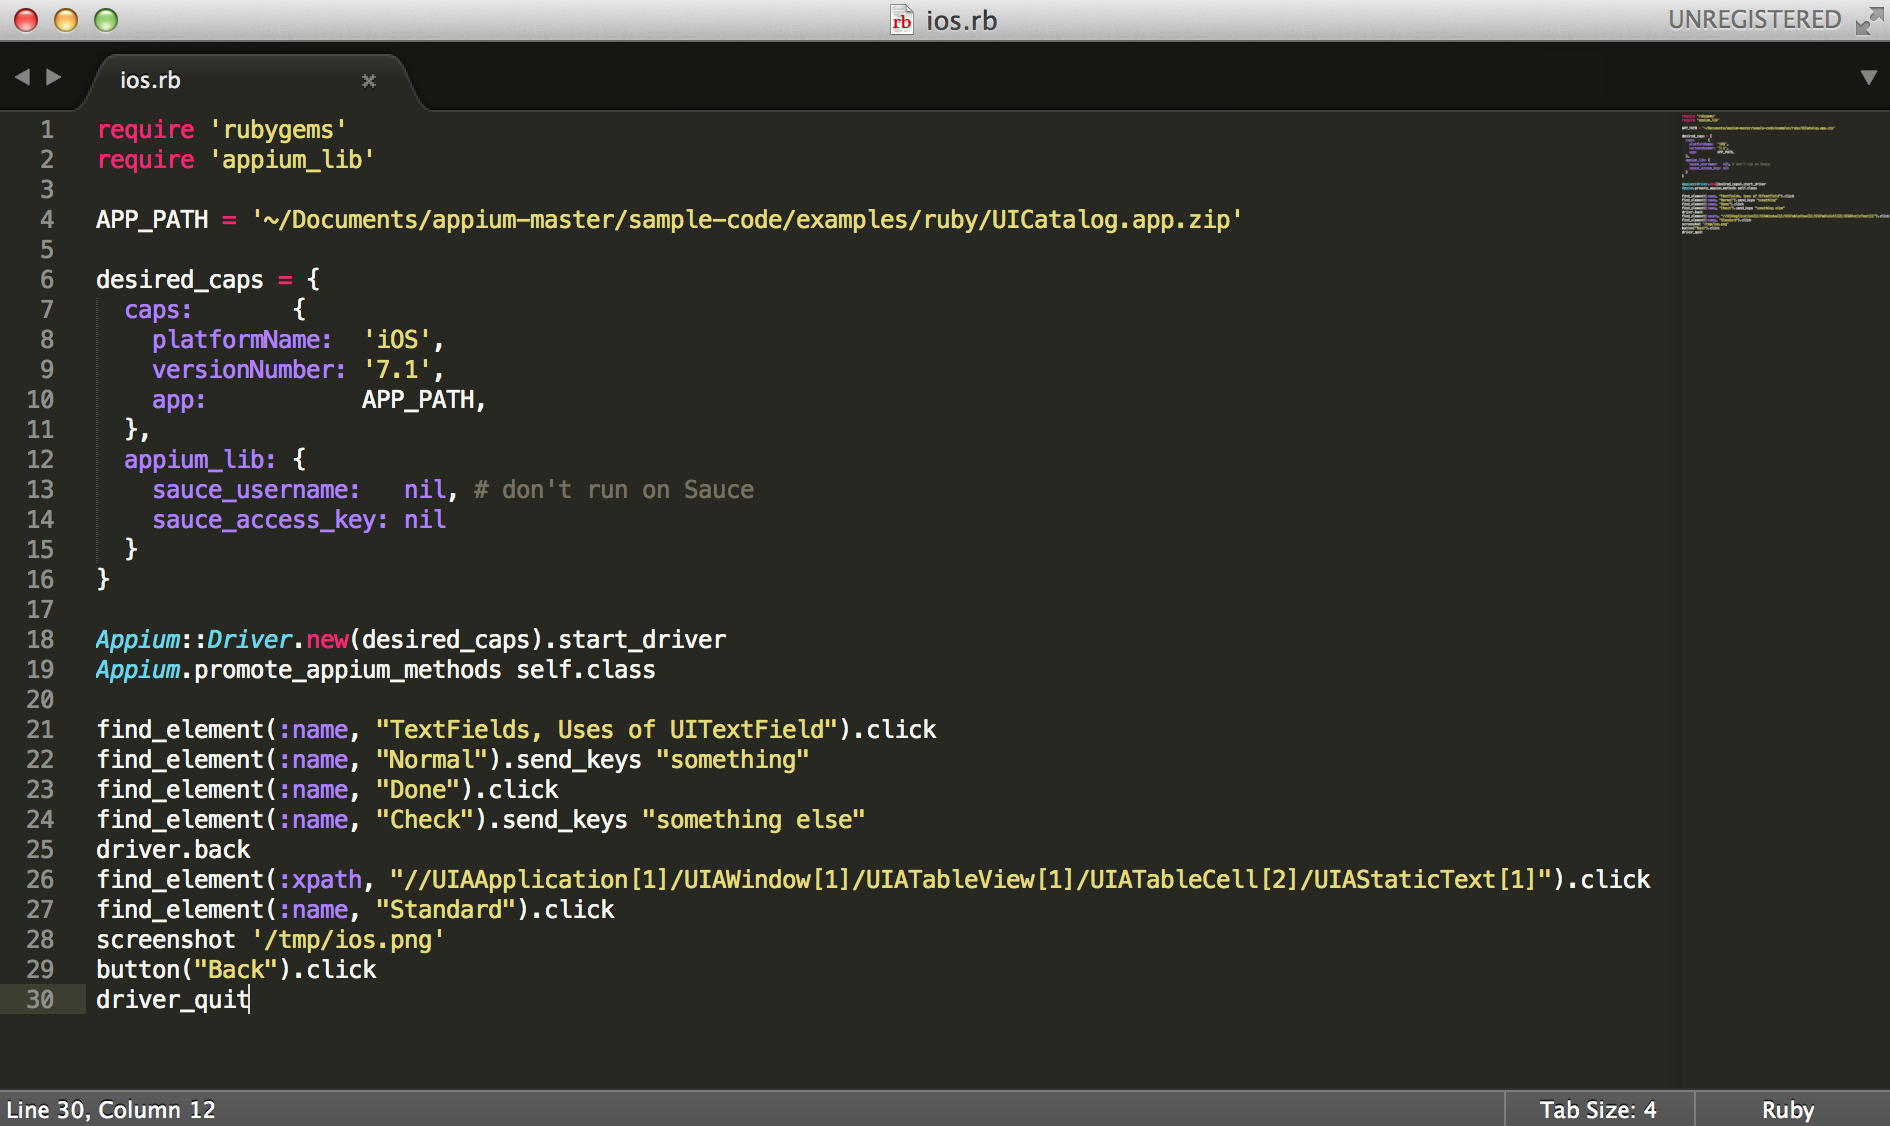 rb ios.rb
UNREGISTERED
ios.rb
1 require 'rubygems'
2 require 'appium_lib'
3
4 APP_PATH = '~/Documents/appium-master/sample-code/examples/ruby/UICatalog.app.zip'
5
6 desired_caps = {
7   caps:       {
8     platformName:  'iOS',
9     versionNumber: '7.1',
10     app:           APP_PATH,
11   },
12   appium_lib: {
13     sauce_username:   nil, # don't run on Sauce
14     sauce_access_key: nil
15   }
16 }
17
18 Appium::Driver.new(desired_caps).start_driver
19 Appium.promote_appium_methods self.class
20
21 find_element(:name, "TextFields, Uses of UITextField").click
22 find_element(:name, "Normal").send_keys "something"
23 find_element(:name, "Done").click
24 find_element(:name, "Check").send_keys "something else"
25 driver.back
26 find_element(:xpath, "//UIAApplication[1]/UIAWindow[1]/UIATableView[1]/UIATableCell[2]/UIAStaticText[1]").click
27 find_element(:name, "Standard").click
28 screenshot '/tmp/ios.png'
29 button("Back").click
30 driver_quit
Line 30, Column 12
Tab Size: 4
Ruby